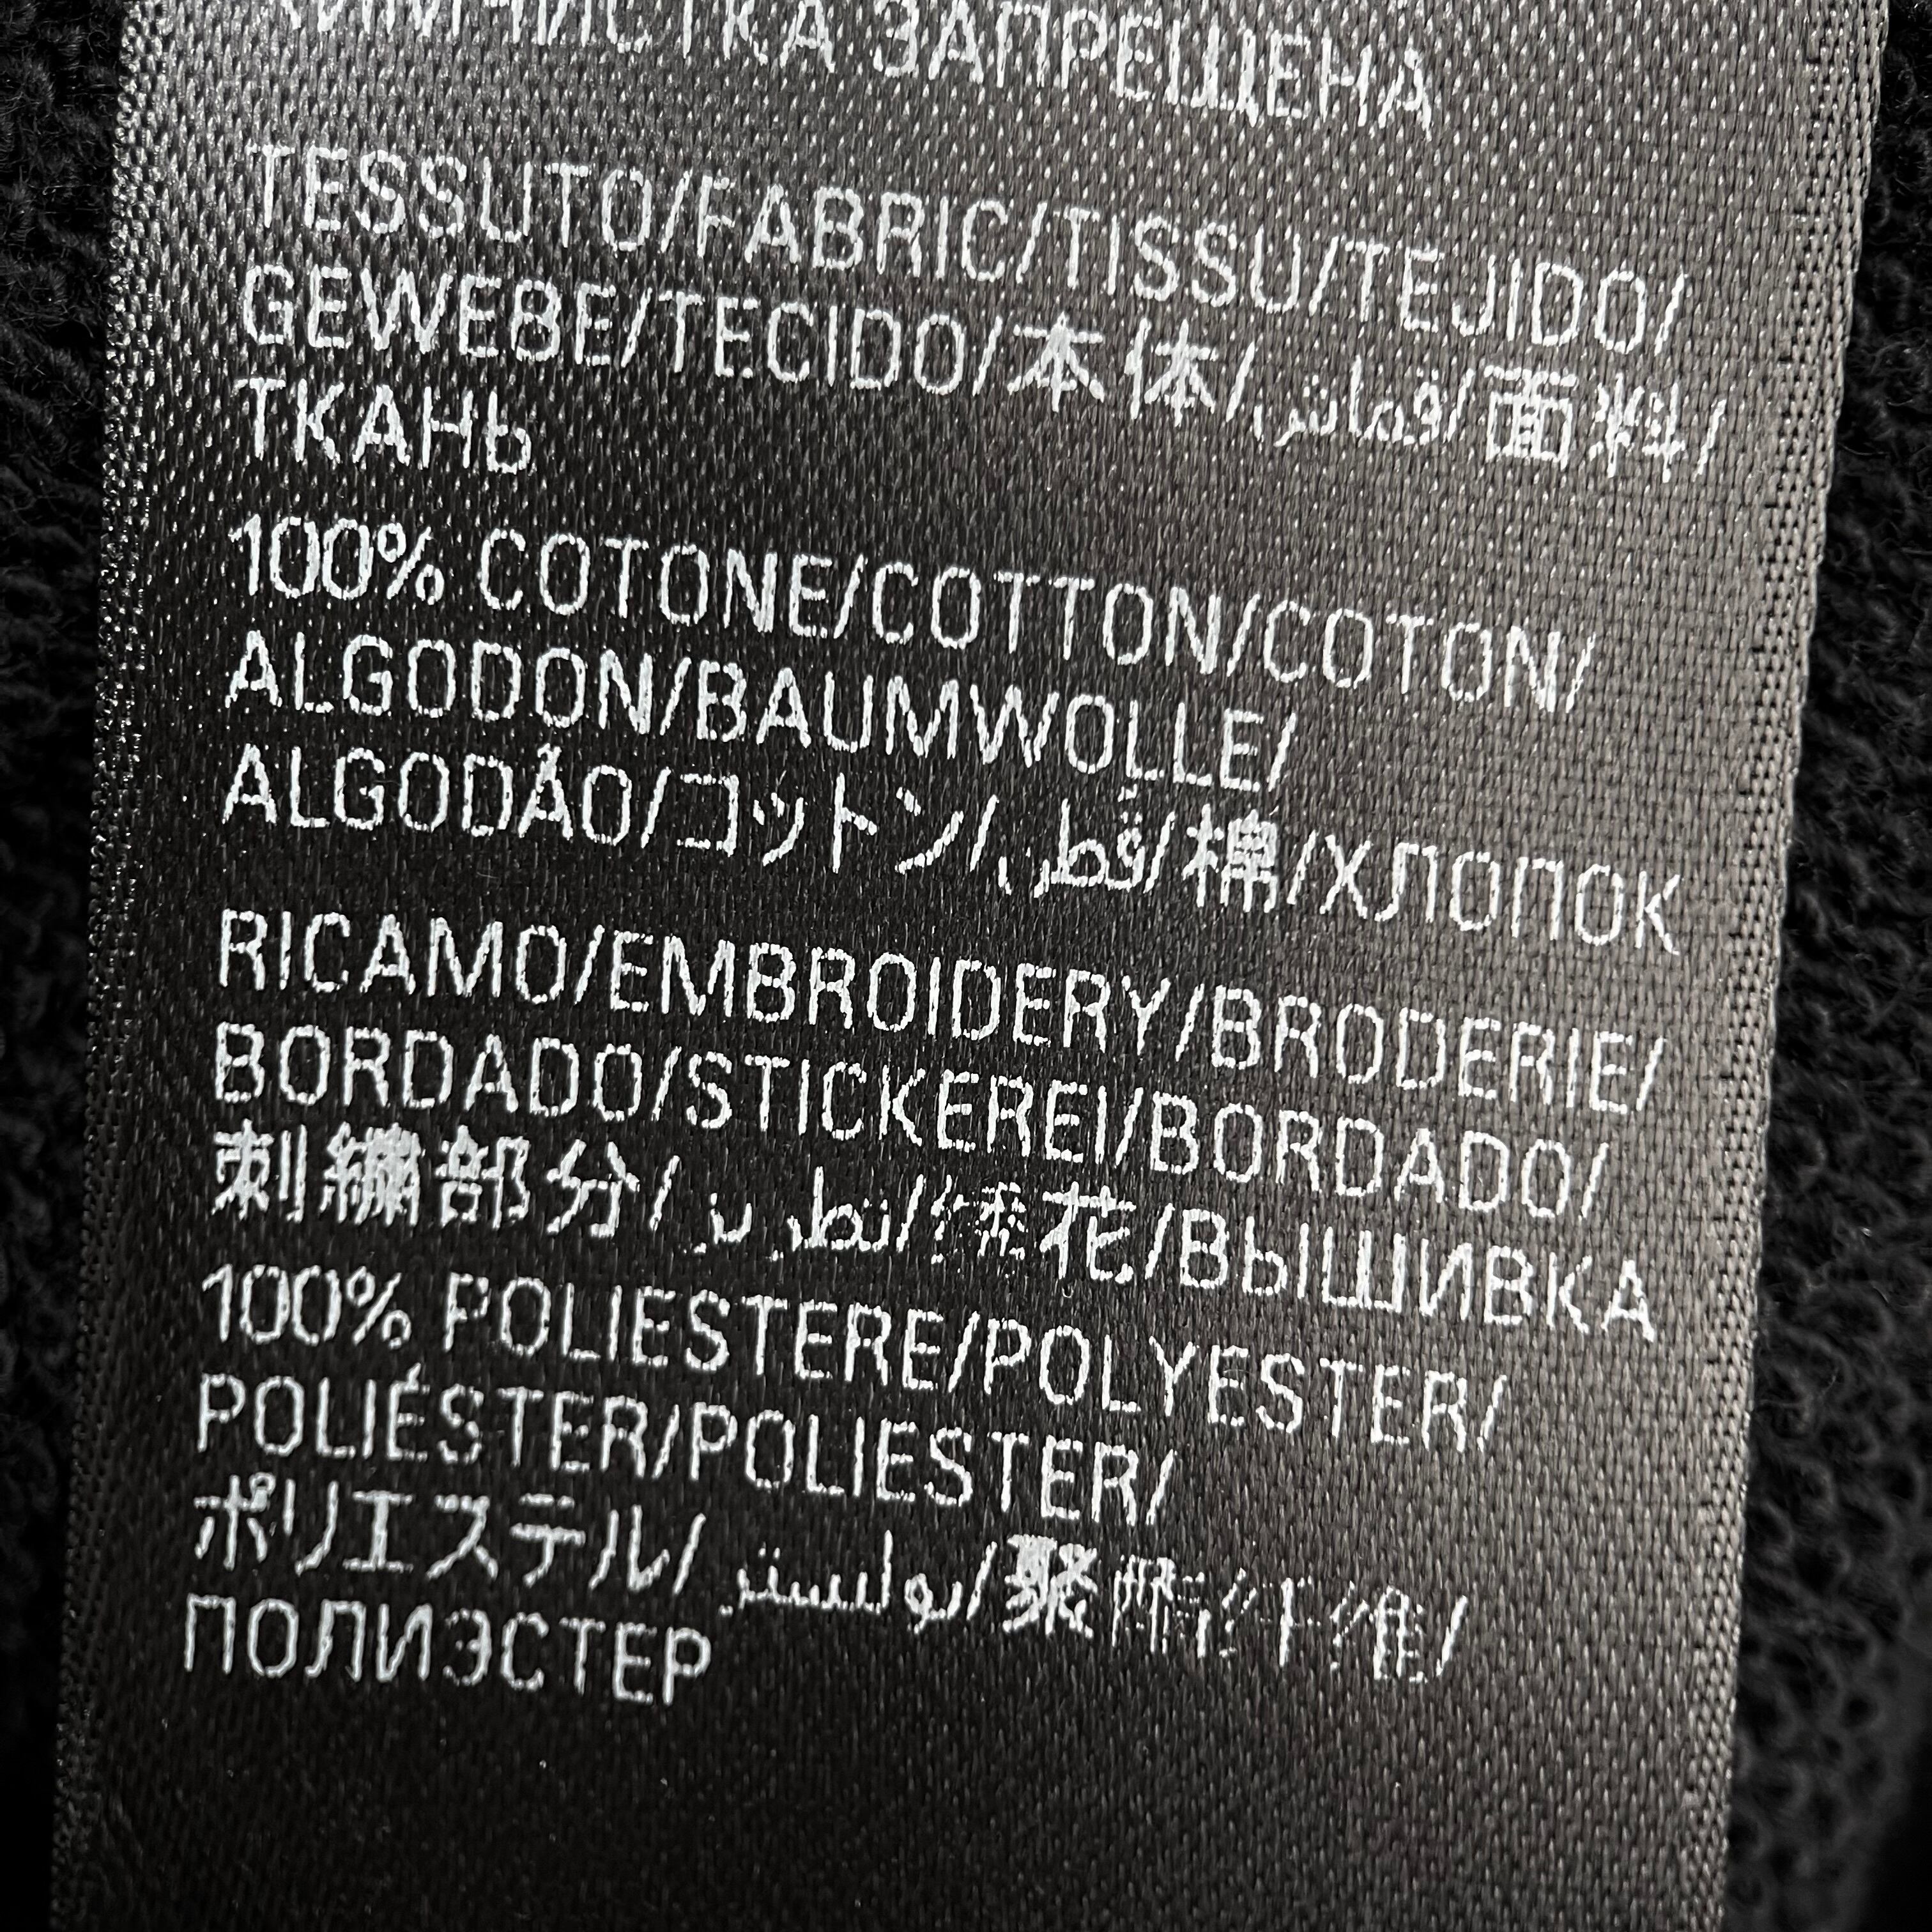 ХИМЧИСТКА ЗАПРЕЩЕНА
TESSUTO/FABRIC/TISSU/TEJIDO/
GEWEBE/TECIDO/本体/قماش/面料/
ТКАНЬ
100% COTONE/COTTON/COTON/
ALGODON/BAUMWOLLE/
ALGODÃO/コットン/قطن/棉/ХЛОПОК
RICAMO/EMBROIDERY/BRODERIE/
BORDADO/STICKEREI/BORDADO/
刺繍部分/تطريز/绣花/ВЫШИВКА
100% POLIESTERE/POLYESTER/
POLIÉSTER/POLIESTER/
ポリエステル/بوليستر/聚酯纤维/
ПОЛИЭСТЕР